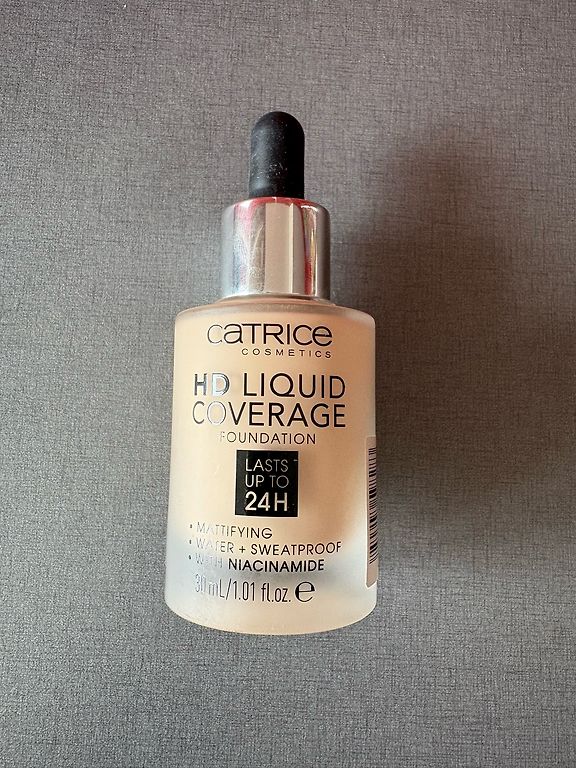 CATRICE
COSMETICS
HD LIQUID
COVERAGE
FOUNDATION
LASTS
UP TO
24H
• MATTIFYING
• WATER + SWEATPROOF
• WITH NIACINAMIDE
30 mL/1.01 fl.oz. e